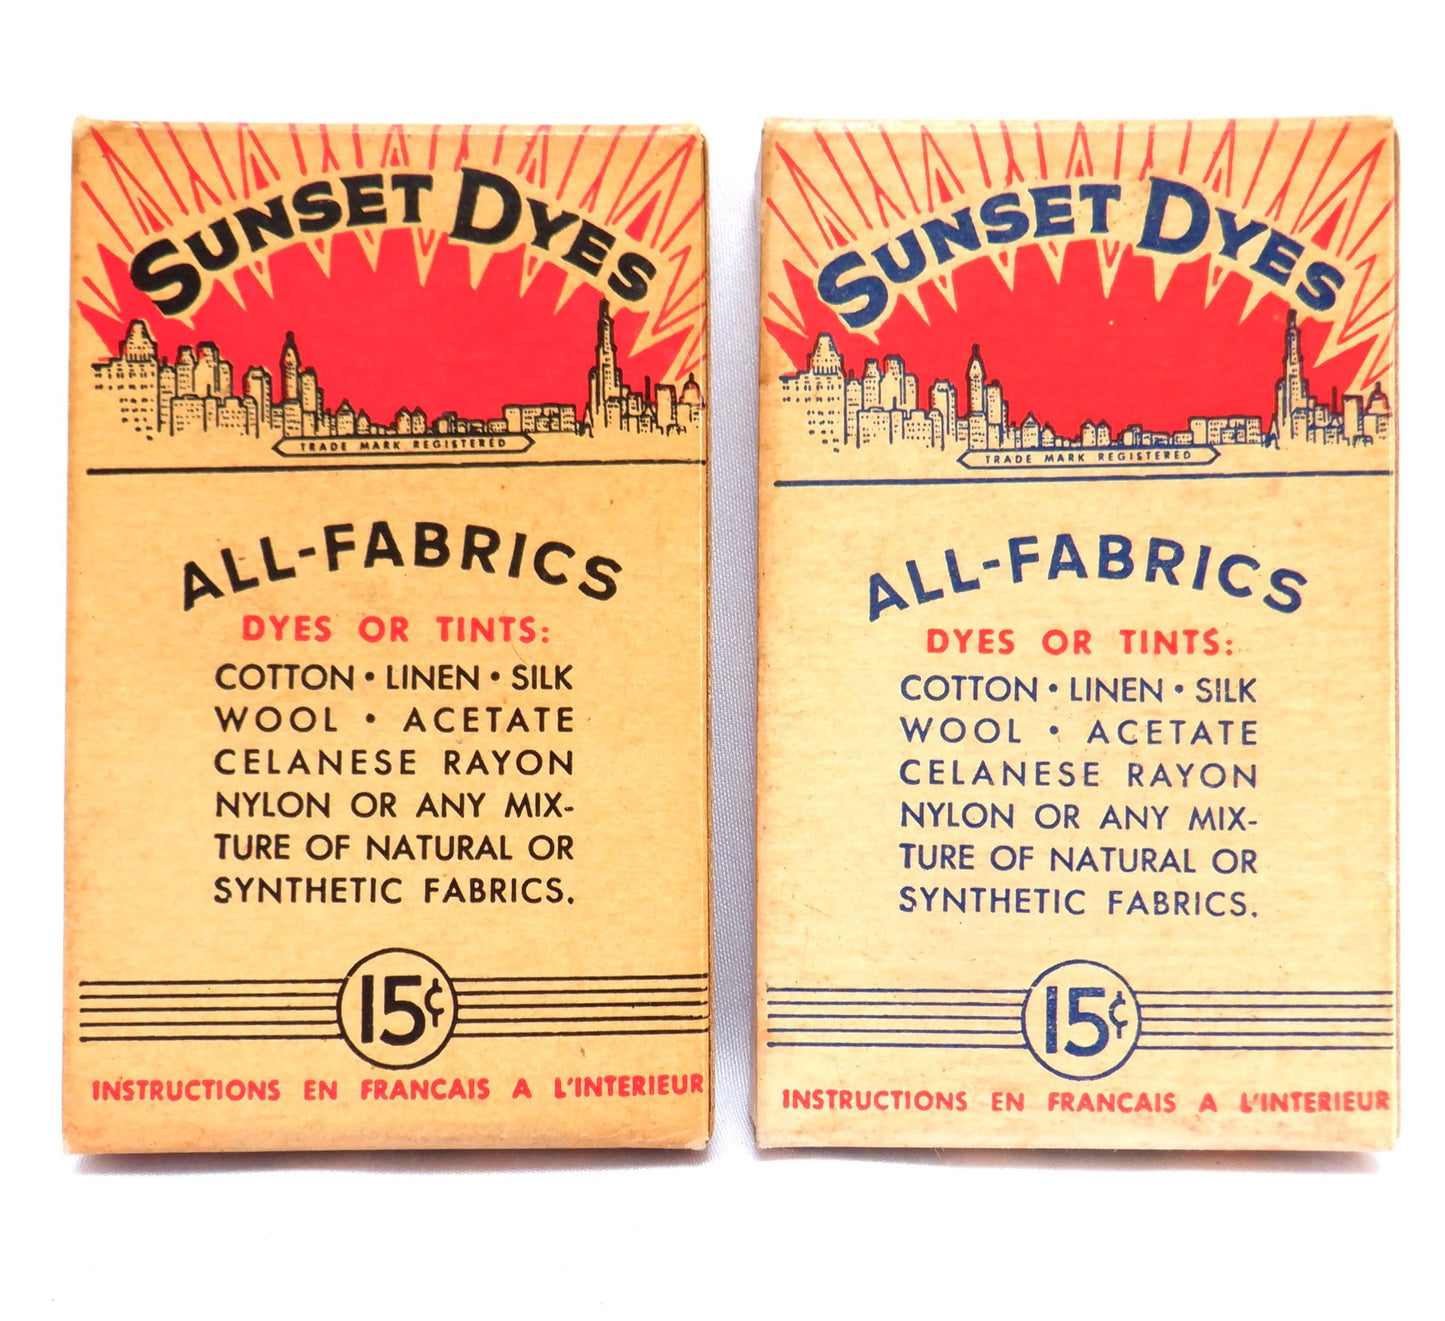 SUNSET DYES
TRADE MARK REGISTERED
ALL-FABRICS
DYES OR TINTS:
COTTON • LINEN • SILK
WOOL • ACETATE
CELANESE RAYON
NYLON OR ANY MIX-
TURE OF NATURAL OR
SYNTHETIC FABRICS.
15¢
INSTRUCTIONS EN FRANCAIS A L'INTERIEUR
SUNSET DYES
TRADE MARK REGISTERED
ALL-FABRICS
DYES OR TINTS:
COTTON • LINEN • SILK
WOOL • ACETATE
CELANESE RAYON
NYLON OR ANY MIX-
TURE OF NATURAL OR
SYNTHETIC FABRICS.
15¢
INSTRUCTIONS EN FRANCAIS A L'INTERIEUR